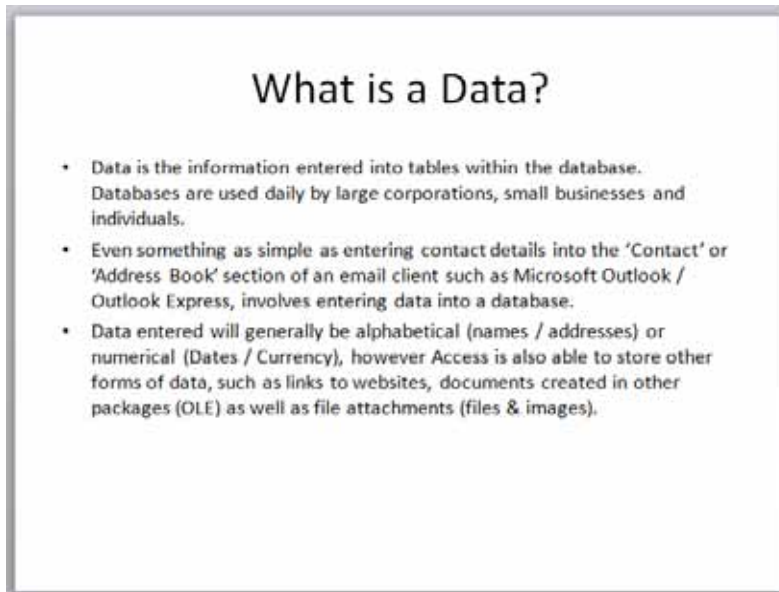 What is a Data?
• Data is the information entered into tables within the database.
Databases are used daily by large corporations, small businesses and
individuals.
• Even something as simple as entering contact details into the ‘Contact’ or
‘Address Book’ section of an email client such as Microsoft Outlook /
Outlook Express, involves entering data into a database.
• Data entered will generally be alphabetical (names / addresses) or
numerical (Dates / Currency), however Access is also able to store other
forms of data, such as links to websites, documents created in other
packages (OLE) as well as file attachments (files & images).